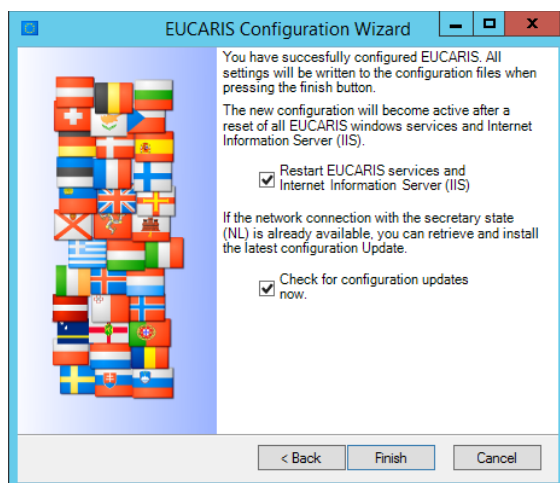 EUCARIS Configuration Wizard
x
You have succesfully configured EUCARIS. All
settings will be written to the configuration files when
pressing the finish button.
The new configuration will become active after a
reset of all EUCARIS windows services and Internet
Information Server (IIS).
Restart EUCARIS services and
Internet Information Server (IIS)
If the network connection with the secretary state
(NL) is already available, you can retrieve and install
the latest configuration Update.
Check for configuration updates
now.
< Back
Finish
Cancel